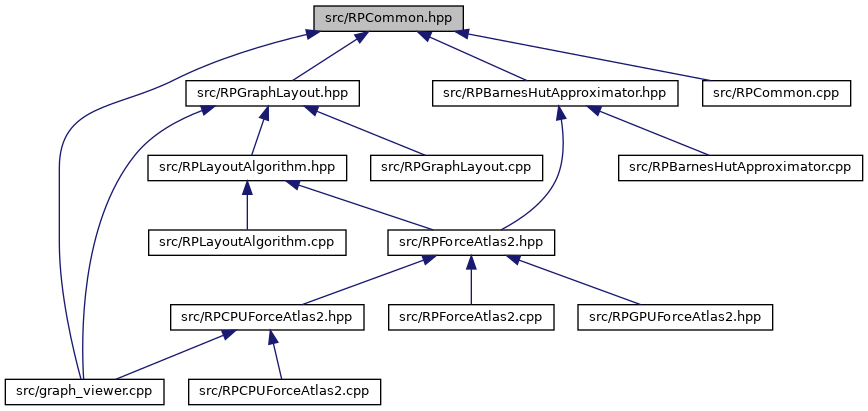 src/RPCommon.hpp
src/RPGraphLayout.hpp
src/RPBarnesHutApproximator.hpp
src/RPCommon.cpp
src/RPLayoutAlgorithm.hpp
src/RPGraphLayout.cpp
src/RPBarnesHutApproximator.cpp
src/RPLayoutAlgorithm.cpp
src/RPForceAtlas2.hpp
src/RPCPUForceAtlas2.hpp
src/RPForceAtlas2.cpp
src/RPGPUForceAtlas2.hpp
src/graph_viewer.cpp
src/RPCPUForceAtlas2.cpp